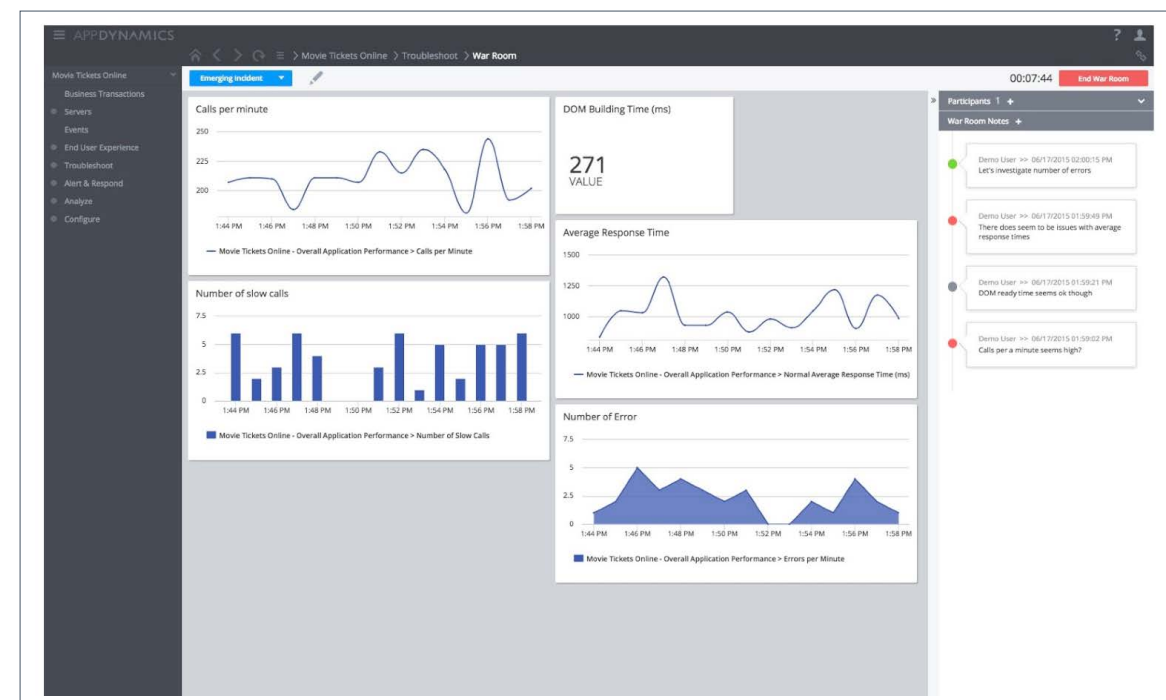 APPDYNAMICS
?
Movie Tickets Online > Troubleshoot > War Room
Movie Tickets Online
Business Transactions
Servers
Events
End User Experience
Troubleshoot
Alert & Respond
Analyze
Configure
Emerging Incident
00:07:44
End War Room
Calls per minute
250
225
200
1:44 PM 1:46 PM 1:48 PM 1:50 PM 1:52 PM 1:54 PM 1:56 PM 1:58 PM
Movie Tickets Online - Overall Application Performance > Calls per Minute
Number of slow calls
7.5
5
2.5
0
1:44 PM 1:46 PM 1:48 PM 1:50 PM 1:52 PM 1:54 PM 1:56 PM 1:58 PM
Movie Tickets Online - Overall Application Performance > Number of Slow Calls
DOM Building Time (ms)
271
VALUE
Average Response Time
1500
1250
1000
1:44 PM 1:46 PM 1:48 PM 1:50 PM 1:52 PM 1:54 PM 1:56 PM 1:58 PM
Movie Tickets Online - Overall Application Performance > Normal Average Response Time (ms)
Number of Error
7.5
5
2.5
0
1:44 PM 1:46 PM 1:48 PM 1:50 PM 1:52 PM 1:54 PM 1:56 PM 1:58 PM
Movie Tickets Online - Overall Application Performance > Errors per Minute
» Participants 1 +
War Room Notes +
Demo User >> 06/17/2015 02:00:15 PM
Let's investigate number of errors
Demo User >> 06/17/2015 01:59:49 PM
There does seem to be issues with average
response times
Demo User >> 06/17/2015 01:59:21 PM
DOM ready time seems ok though
Demo User >> 06/17/2015 01:59:02 PM
Calls per a minute seems high?